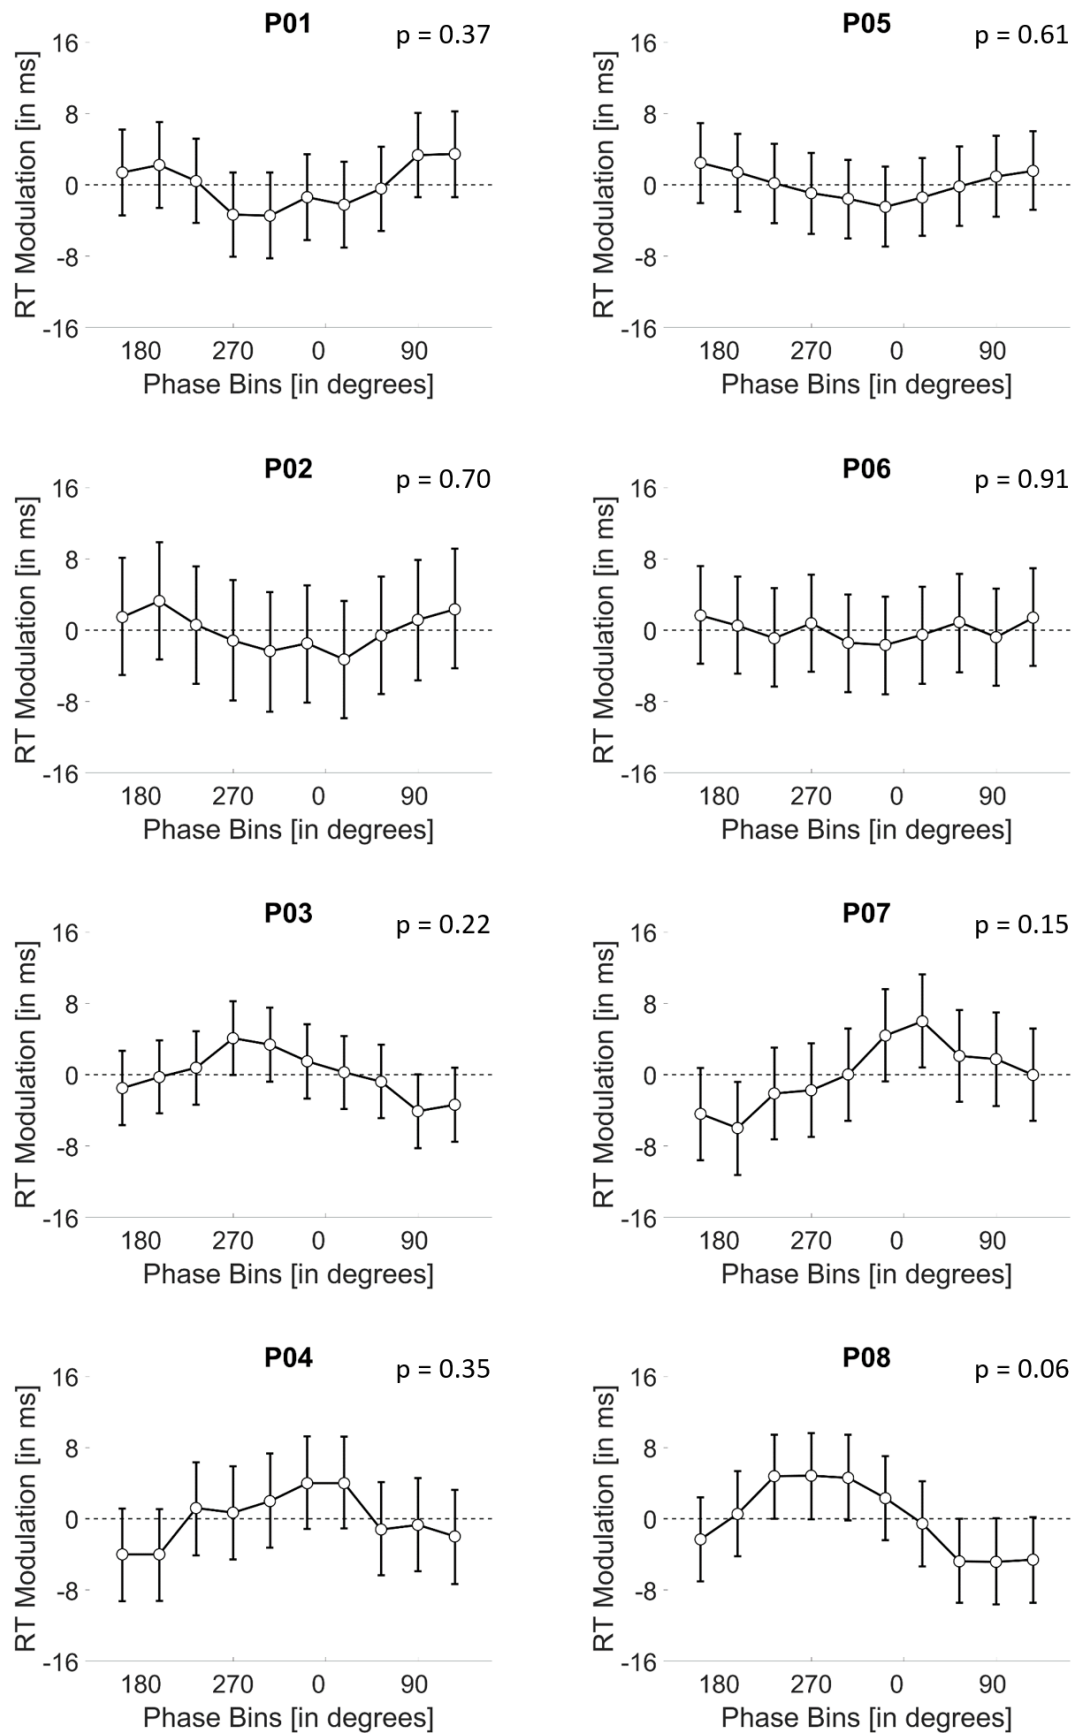 P01
p = 0.37
16
8
0
-8
-16
RT Modulation [in ms]
180 270 0 90
Phase Bins [in degrees]
P05
p = 0.61
16
8
0
-8
-16
RT Modulation [in ms]
180 270 0 90
Phase Bins [in degrees]
P02
p = 0.70
16
8
0
-8
-16
RT Modulation [in ms]
180 270 0 90
Phase Bins [in degrees]
P06
p = 0.91
16
8
0
-8
-16
RT Modulation [in ms]
180 270 0 90
Phase Bins [in degrees]
P03
p = 0.22
16
8
0
-8
-16
RT Modulation [in ms]
180 270 0 90
Phase Bins [in degrees]
P07
p = 0.15
16
8
0
-8
-16
RT Modulation [in ms]
180 270 0 90
Phase Bins [in degrees]
P04
p = 0.35
16
8
0
-8
-16
RT Modulation [in ms]
180 270 0 90
Phase Bins [in degrees]
P08
p = 0.06
16
8
0
-8
-16
RT Modulation [in ms]
180 270 0 90
Phase Bins [in degrees]